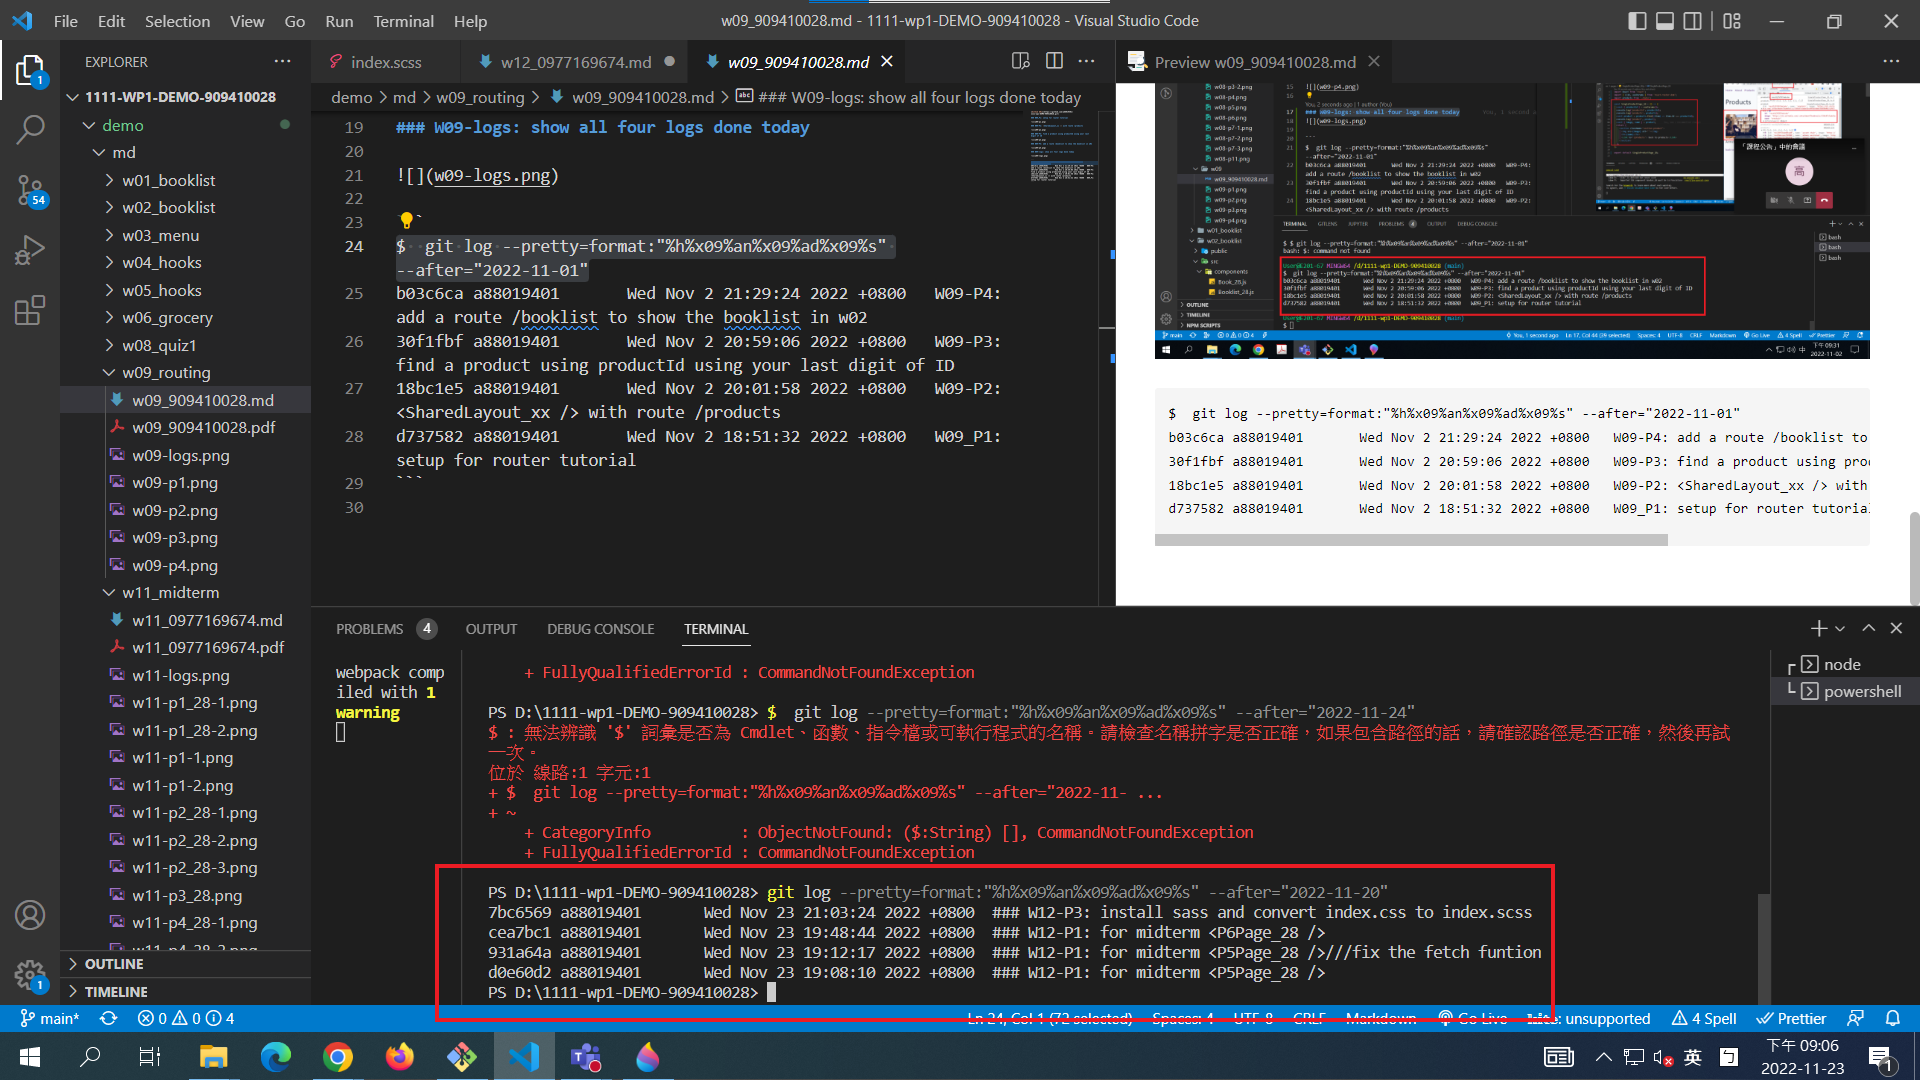 File Edit Selection View Go Run Terminal Help
w09_909410028.md - 1111-wp1-DEMO-909410028 - Visual Studio Code
EXPLORER
1111-WP1-DEMO-909410028
demo
md
w01_booklist
w02_booklist
w03_menu
w04_hooks
w05_hooks
w06_grocery
w08_quiz1
w09_routing
w09_909410028.md
w09_909410028.pdf
w09-logs.png
w09-p1.png
w09-p2.png
w09-p3.png
w09-p4.png
w11_midterm
w11_0977169674.md
w11_0977169674.pdf
w11-logs.png
w11-p1_28-1.png
w11-p1_28-2.png
w11-p1-1.png
w11-p1-2.png
w11-p2_28-1.png
w11-p2_28-2.png
w11-p2_28-3.png
w11-p3_28.png
w11-p4_28-1.png
w11-p4_28-2.png
OUTLINE
TIMELINE
index.scss
w12_0977169674.md
w09_909410028.md
demo > md > w09_routing > w09_909410028.md > ### W09-logs: show all four logs done today
19 ### W09-logs: show all four logs done today
20
21 ![](w09-logs.png)
22
23
24 $  git log --pretty=format:"%h%x09%an%x09%ad%x09%s"
--after="2022-11-01"
25 b03c6ca a88019401 Wed Nov 2 21:29:24 2022 +0800 W09-P4:
add a route /booklist to show the booklist in w02
26 30f1fbf a88019401 Wed Nov 2 20:59:06 2022 +0800 W09-P3:
find a product using productId using your last digit of ID
27 18bc1e5 a88019401 Wed Nov 2 20:01:58 2022 +0800 W09-P2:
<SharedLayout_xx /> with route /products
28 d737582 a88019401 Wed Nov 2 18:51:32 2022 +0800 W09_P1:
setup for router tutorial
29 ```
30
Preview w09_909410028.md
$  git log --pretty=format:"%h%x09%an%x09%ad%x09%s" --after="2022-11-01"
b03c6ca a88019401 Wed Nov 2 21:29:24 2022 +0800 W09-P4: add a route /booklist to
30f1fbf a88019401 Wed Nov 2 20:59:06 2022 +0800 W09-P3: find a product using
18bc1e5 a88019401 Wed Nov 2 20:01:58 2022 +0800 W09-P2: <SharedLayout_xx /> with
d737582 a88019401 Wed Nov 2 18:51:32 2022 +0800 W09_P1: setup for router tutorial
PROBLEMS 4 OUTPUT DEBUG CONSOLE TERMINAL
webpack comp
iled with 1
warning
+ FullyQualifiedErrorId : CommandNotFoundException
PS D:\1111-wp1-DEMO-909410028> $  git log --pretty=format:"%h%x09%an%x09%ad%x09%s" --after="2022-11-24"
$ : 無法辨識 '$' 詞彙是否為 Cmdlet、函數、指令檔或可執行程式的名稱。請檢查名稱拼字是否正確，如果包含路徑的話，請確認路徑是否正確，然後再試
一次。
位於 線路:1 字元:1
+ $  git log --pretty=format:"%h%x09%an%x09%ad%x09%s" --after="2022-11- ...
+ ~
+ CategoryInfo : ObjectNotFound: ($:String) [], CommandNotFoundException
+ FullyQualifiedErrorId : CommandNotFoundException
PS D:\1111-wp1-DEMO-909410028> git log --pretty=format:"%h%x09%an%x09%ad%x09%s" --after="2022-11-20"
7bc6569 a88019401 Wed Nov 23 21:03:24 2022 +0800 ### W12-P3: install sass and convert index.css to index.scss
cea7bc1 a88019401 Wed Nov 23 19:48:44 2022 +0800 ### W12-P1: for midterm <P6Page_28 />
931a64a a88019401 Wed Nov 23 19:12:17 2022 +0800 ### W12-P1: for midterm <P5Page_28 />///fix the fetch funtion
d0e60d2 a88019401 Wed Nov 23 19:08:10 2022 +0800 ### W12-P1: for midterm <P5Page_28 />
PS D:\1111-wp1-DEMO-909410028>
node
powershell
main* 0 0 4
Ln 24, Col 1 (72 selected) Spaces: 4 UTF-8 CRLF Markdown Go Live unsupported 4 Spell Prettier
英
下午 09:06
2022-11-23
1